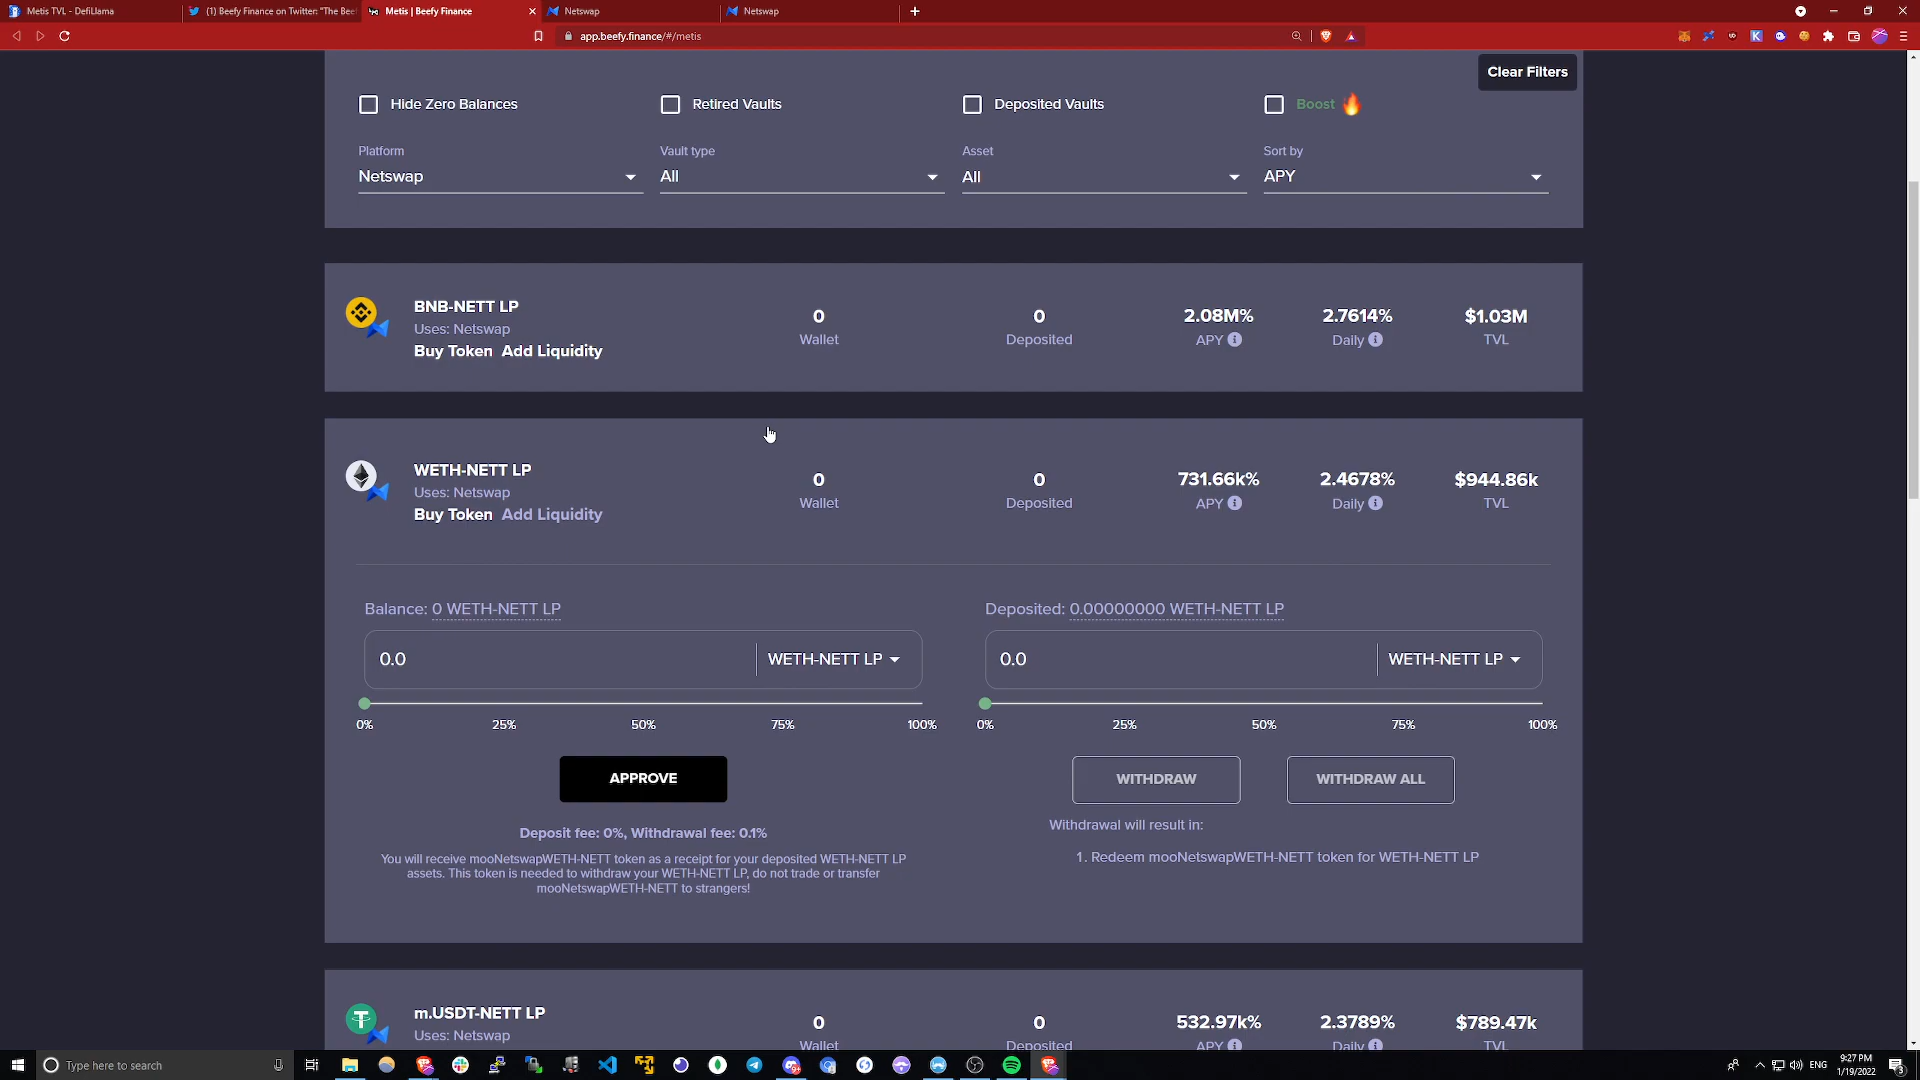 Metis TVL - DefiLlama
(1) Beefy Finance on Twitter: "The Bee
Metis | Beefy Finance
Netswap
Netswap
app.beefy.finance/#/metis
Clear Filters
Hide Zero Balances
Retired Vaults
Deposited Vaults
Boost
Platform
Vault type
Asset
Sort by
Netswap
All
All
APY
BNB-NETT LP
Uses: Netswap
Buy Token Add Liquidity
0
Wallet
0
Deposited
2.08M%
APY
2.7614%
Daily
$1.03M
TVL
WETH-NETT LP
Uses: Netswap
Buy Token Add Liquidity
0
Wallet
0
Deposited
731.66k%
APY
2.4678%
Daily
$944.86k
TVL
Balance: 0 WETH-NETT LP
0.0
WETH-NETT LP
0% 25% 50% 75% 100%
APPROVE
Deposit fee: 0%, Withdrawal fee: 0.1%
You will receive mooNetswapWETH-NETT token as a receipt for your deposited WETH-NETT LP
assets. This token is needed to withdraw your WETH-NETT LP, do not trade or transfer
mooNetswapWETH-NETT to strangers!
Deposited: 0.00000000 WETH-NETT LP
0.0
WETH-NETT LP
0% 25% 50% 75% 100%
WITHDRAW
WITHDRAW ALL
Withdrawal will result in:
1. Redeem mooNetswapWETH-NETT token for WETH-NETT LP
m.USDT-NETT LP
Uses: Netswap
0
Wallet
0
Deposited
532.97k%
APY
2.3789%
Daily
$789.47k
TVL
Type here to search
ENG
9:27 PM
1/19/2022